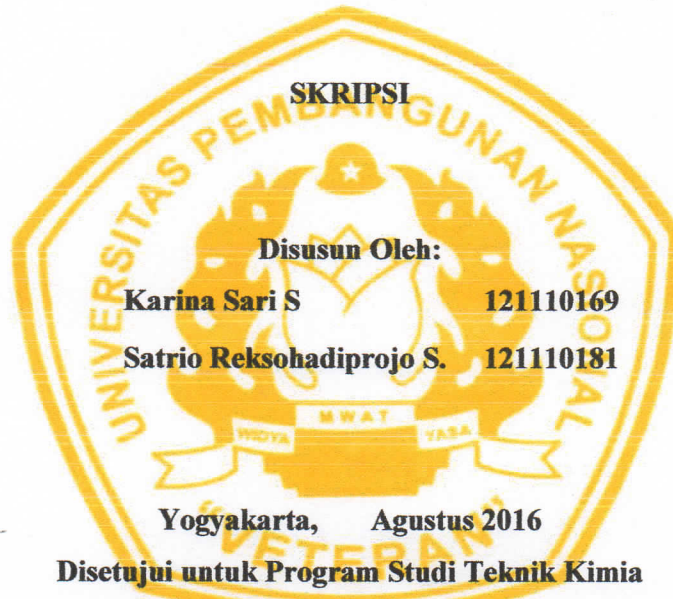 SKRIPSI
UNIVERSITAS PEMBANGUNAN NASIONAL
Disusun Oleh:
Karina Sari S 121110169
Satrio Reksohadiprojo S. 121110181
WIDYA MWAT YASA
Yogyakarta, Agustus 2016
"VETERAN"
Disetujui untuk Program Studi Teknik Kimia